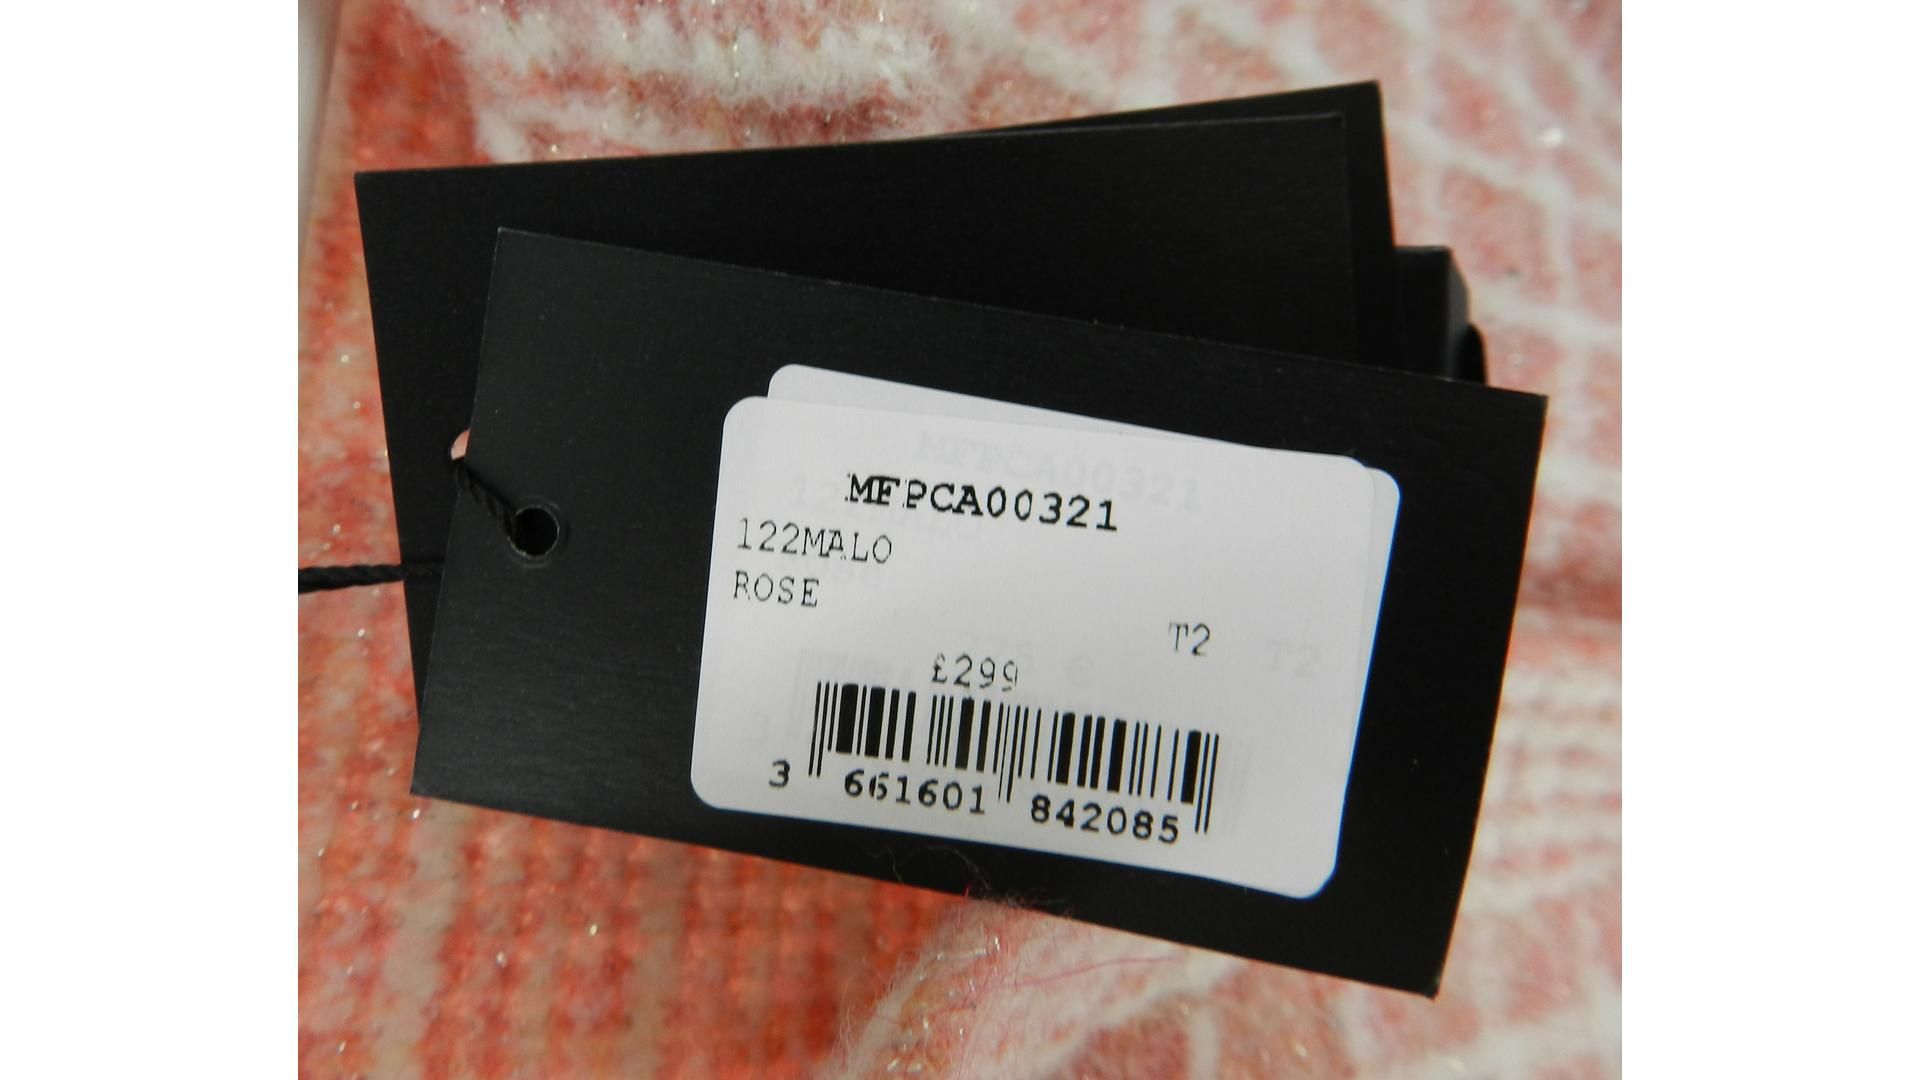 MFPCA00321
122MALO
ROSE
T2
£299
3 661601 842085